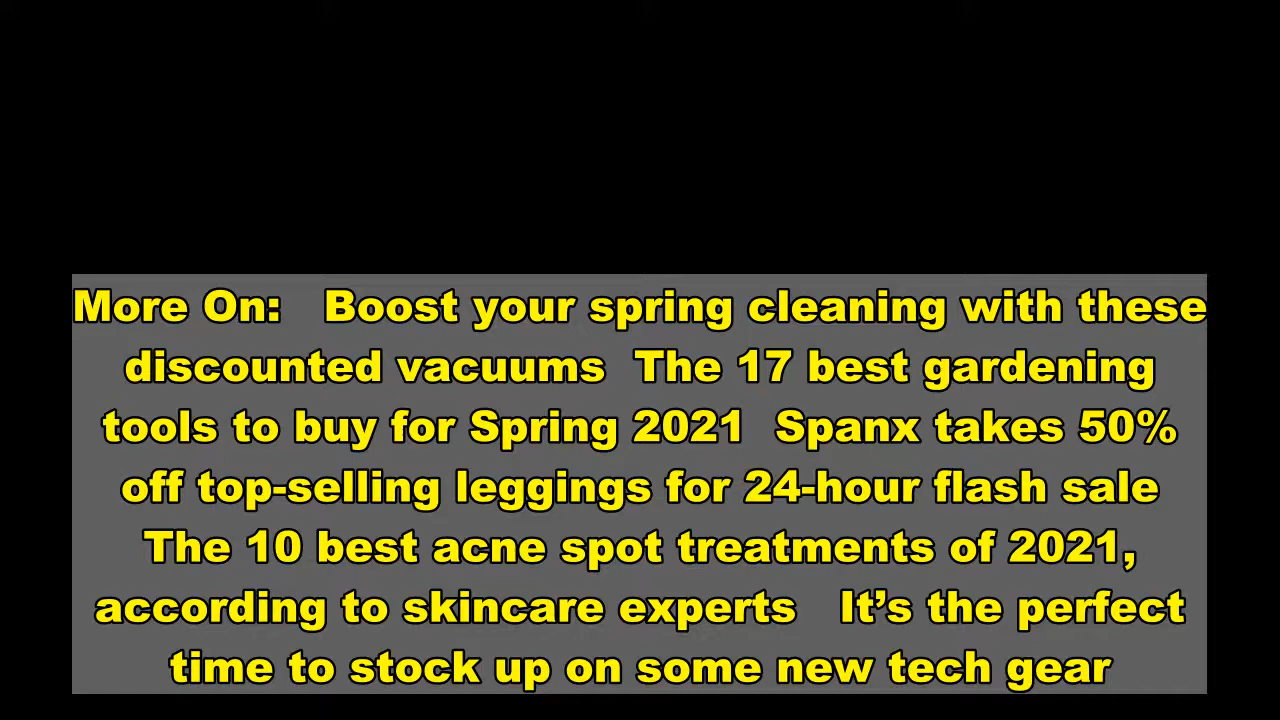 More On:   Boost your spring cleaning with these
discounted vacuums  The 17 best gardening
tools to buy for Spring 2021  Spanx takes 50%
off top-selling leggings for 24-hour flash sale
The 10 best acne spot treatments of 2021,
according to skincare experts   It’s the perfect
time to stock up on some new tech gear